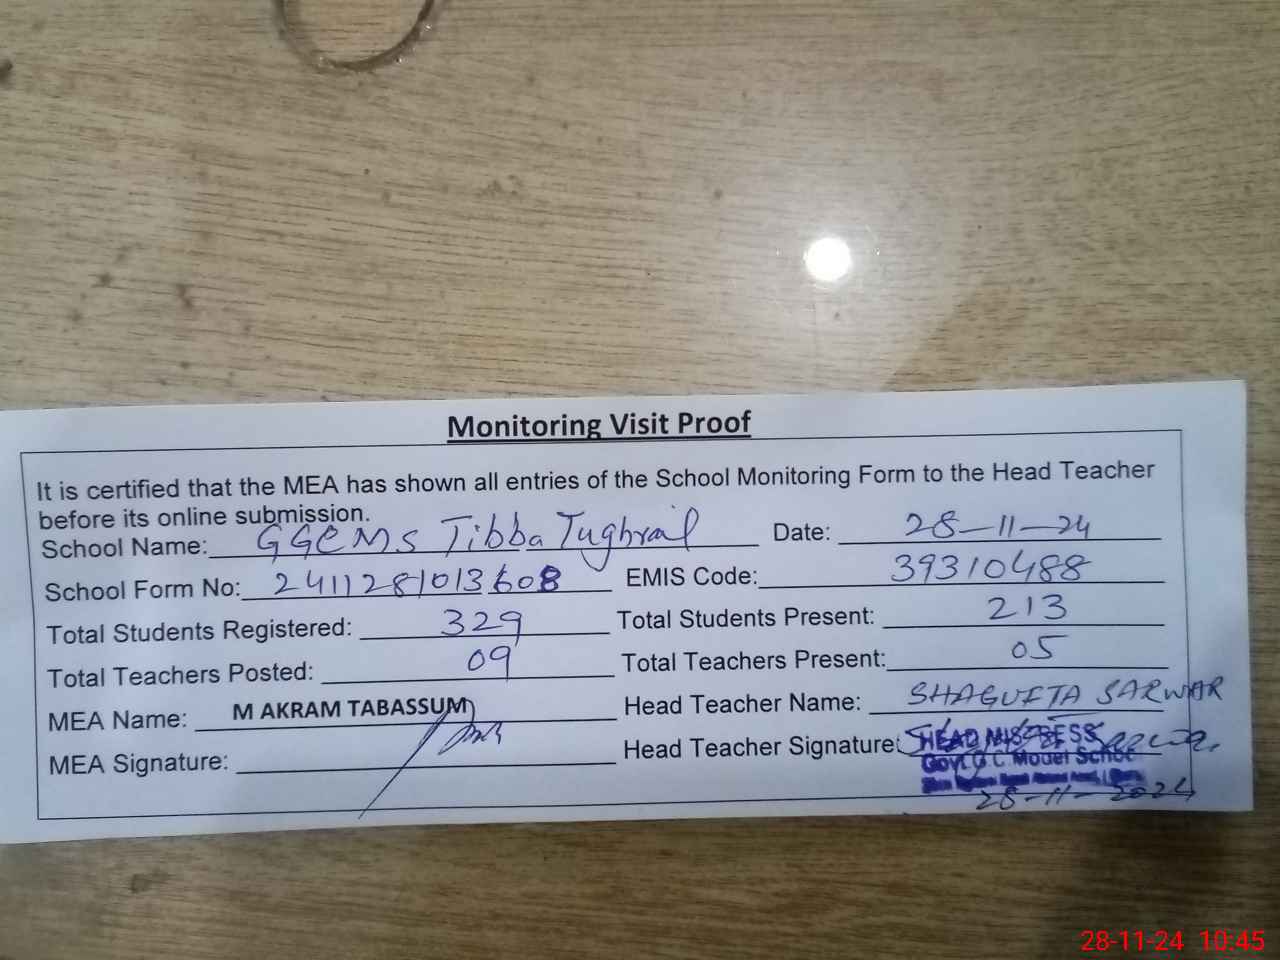 Monitoring Visit Proof
It is certified that the MEA has shown all entries of the School Monitoring Form to the Head Teacher
before its online submission.
School Name: GGCMS Tibba Tughral Date: 28-11-24
School Form No: 2411281013608 EMIS Code: 39310488
Total Students Registered: 329 Total Students Present: 213
Total Teachers Posted: 09 Total Teachers Present: 05
MEA Name: M AKRAM TABASSUM Head Teacher Name: SHAGUFTA SARWAR
MEA Signature: Head Teacher Signature:
HEAD MISTRESS
Govt. G.C. Model School
28-11-2024
28-11-24 10:45